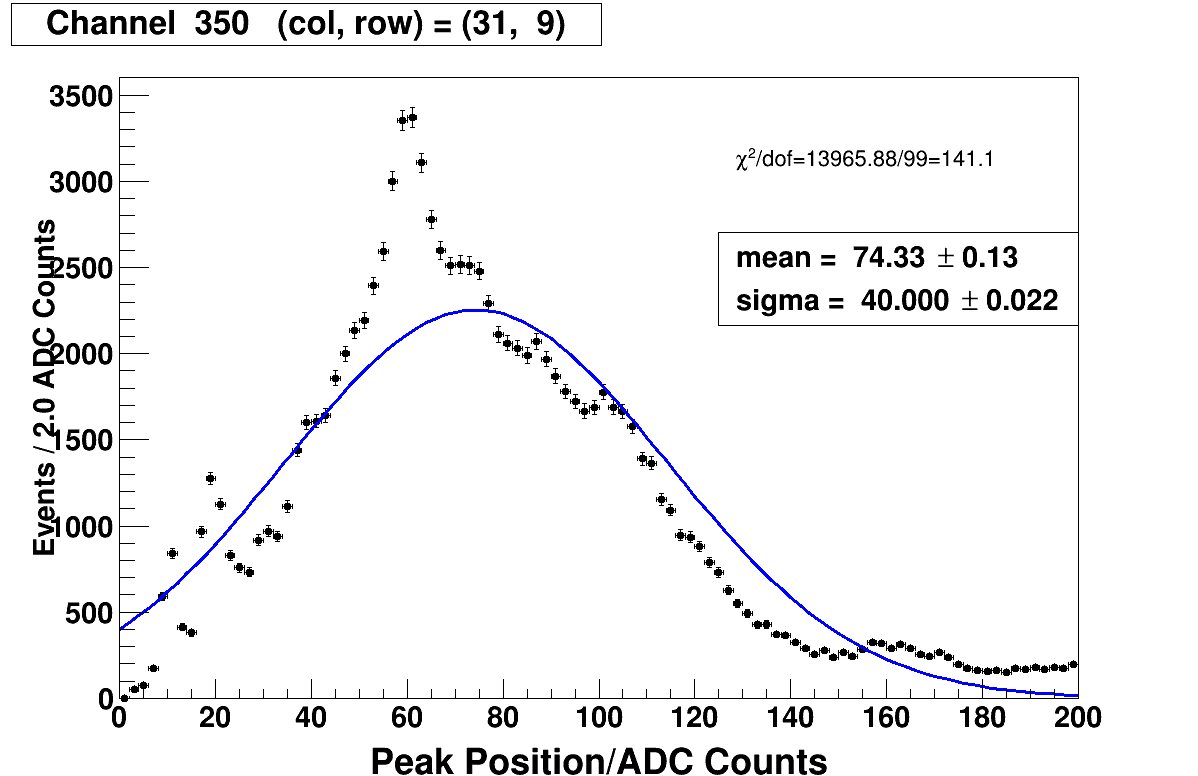 Channel 350 (col, row) = (31, 9)
3500
3000
2500
2000
1500
1000
500
0
Events / 2.0 ADC Counts
χ²/dof=13965.88/99=141.1
mean = 74.33 ± 0.13
sigma = 40.000 ± 0.022
0 20 40 60 80 100 120 140 160 180 200
Peak Position/ADC Counts